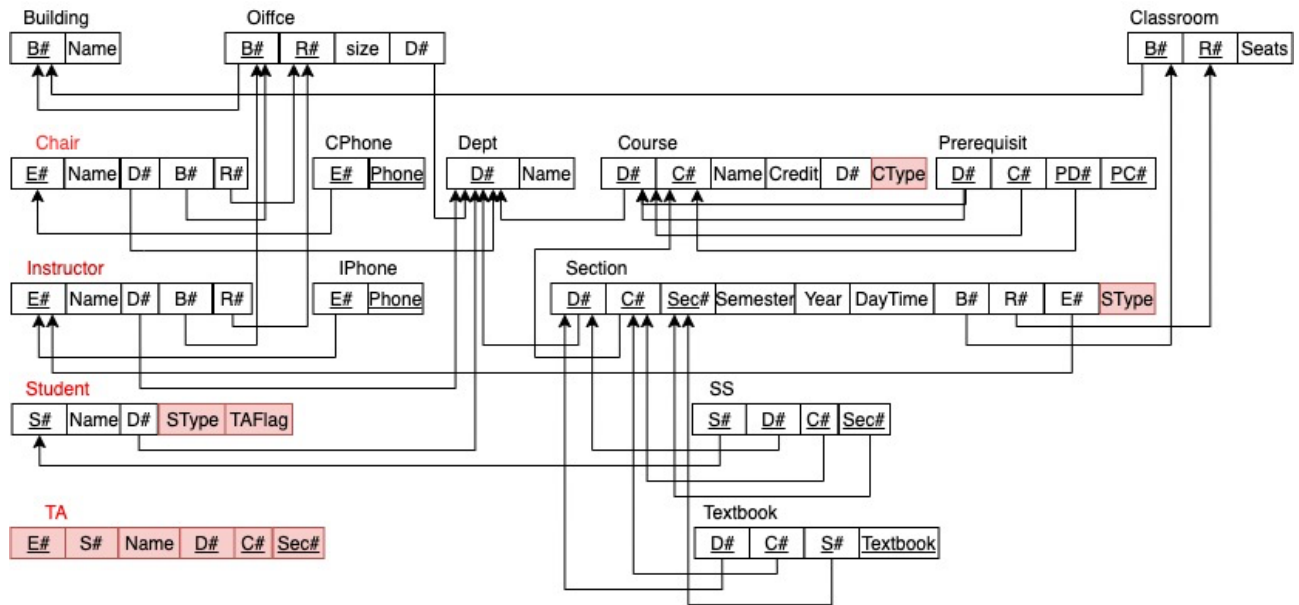 Building Oiffce Classroom
B# Name B# R# size D# B# R# Seats
Chair CPhone Dept Course Prerequisit
E# Name D# B# R# E# Phone D# Name D# C# Name Credit D# CType D# C# PD# PC#
Instructor IPhone Section
E# Name D# B# R# E# Phone D# C# Sec# Semester Year DayTime B# R# E# SType
Student SS
S# Name D# SType TAFlag S# D# C# Sec#
TA Textbook
E# S# Name D# C# Sec# D# C# S# Textbook